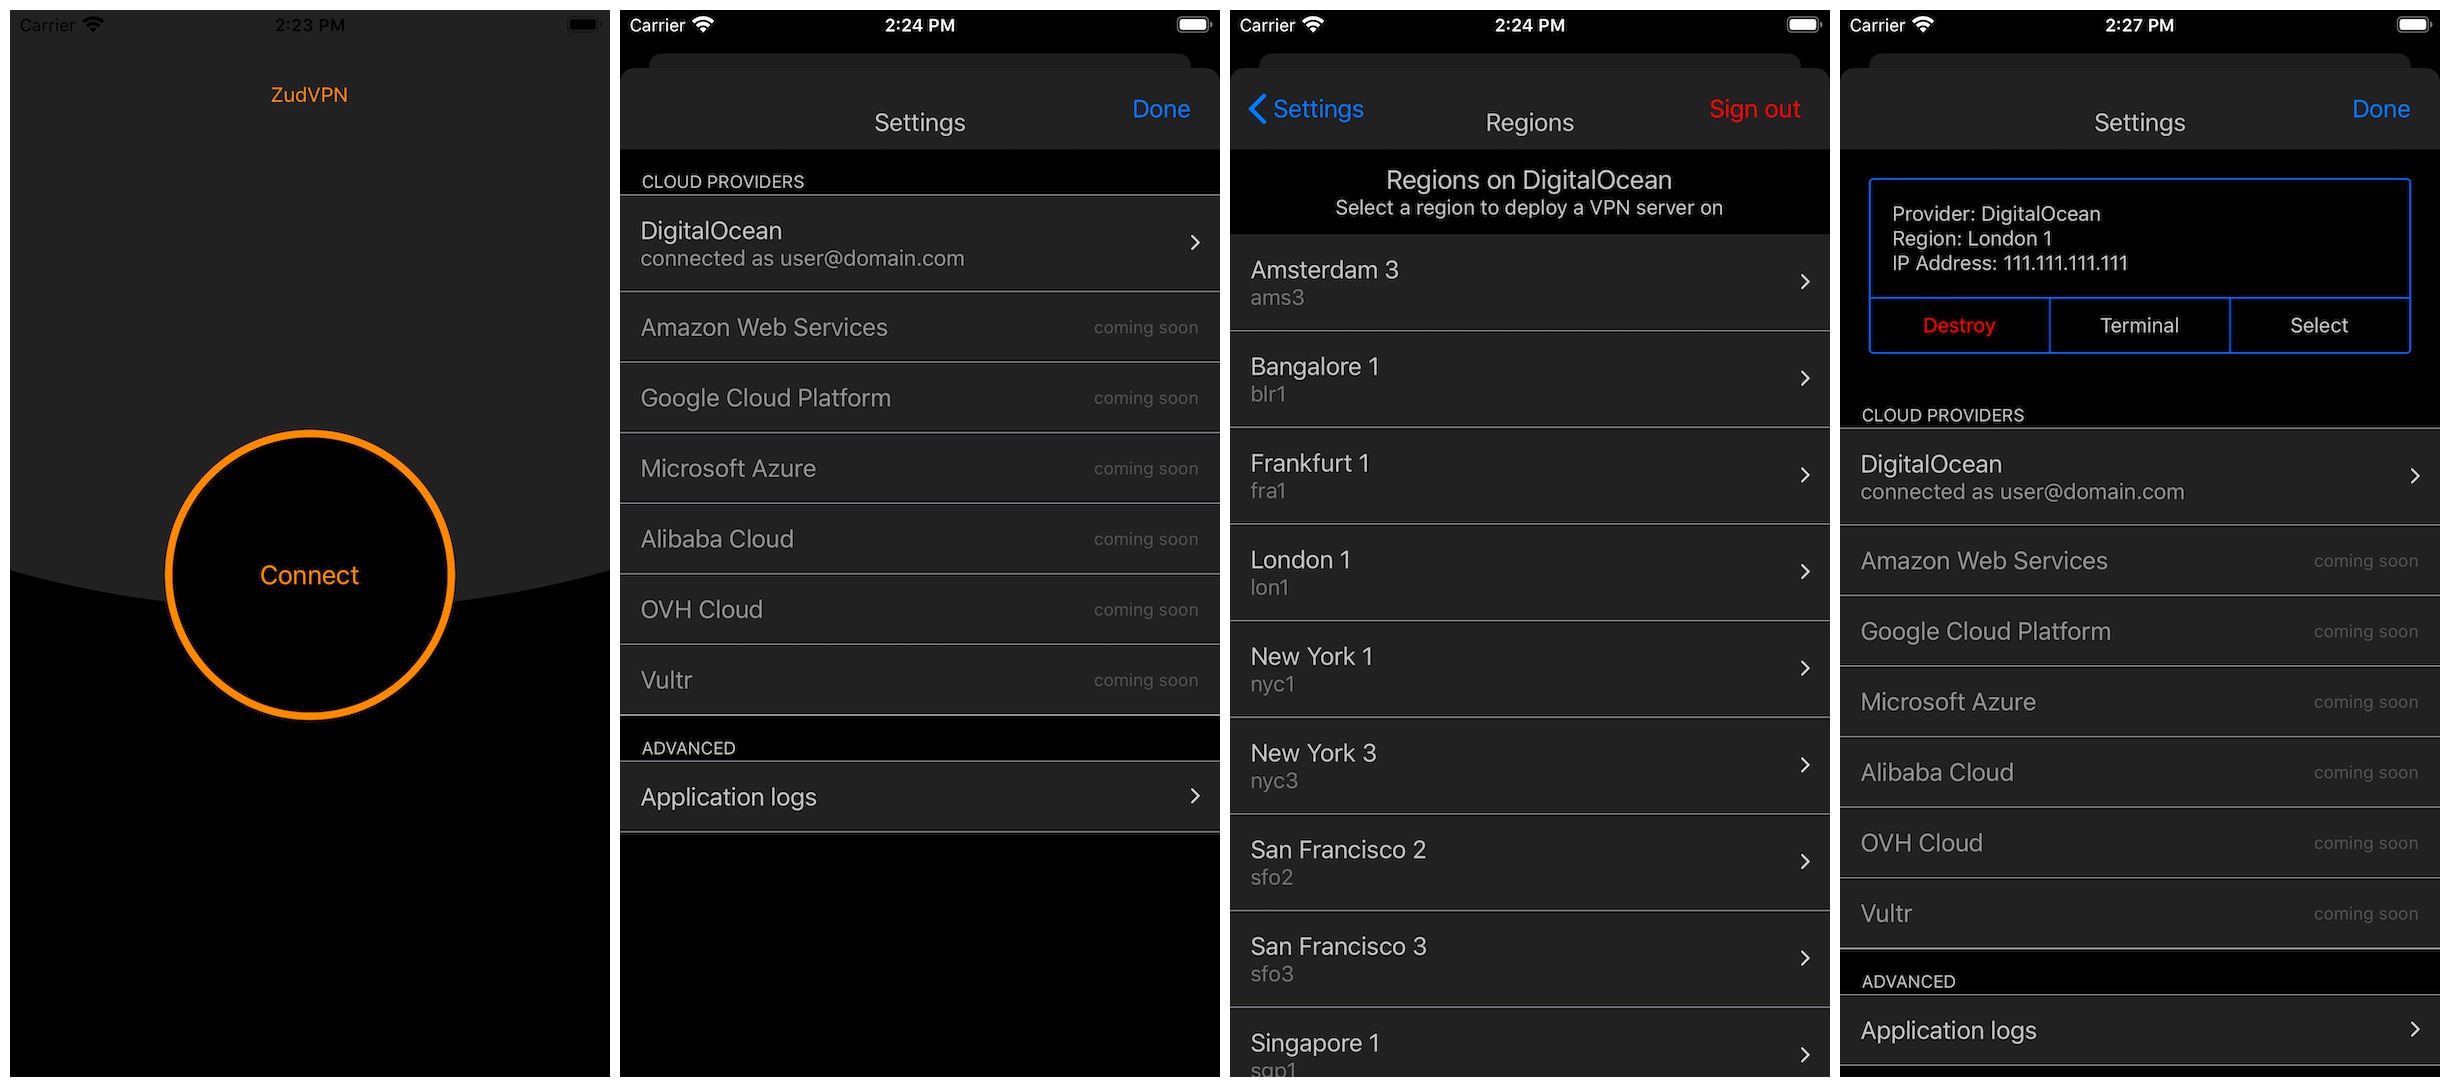 Carrier 2:23 PM
ZudVPN
Connect
Carrier 2:24 PM
Settings Done
CLOUD PROVIDERS
DigitalOcean
connected as user@domain.com
Amazon Web Services coming soon
Google Cloud Platform coming soon
Microsoft Azure coming soon
Alibaba Cloud coming soon
OVH Cloud coming soon
Vultr coming soon
ADVANCED
Application logs
Carrier 2:24 PM
Settings Regions Sign out
Regions on DigitalOcean
Select a region to deploy a VPN server on
Amsterdam 3
ams3
Bangalore 1
blr1
Frankfurt 1
fra1
London 1
lon1
New York 1
nyc1
New York 3
nyc3
San Francisco 2
sfo2
San Francisco 3
sfo3
Singapore 1
sgp1
Carrier 2:27 PM
Settings Done
Provider: DigitalOcean
Region: London 1
IP Address: 111.111.111.111
Destroy Terminal Select
CLOUD PROVIDERS
DigitalOcean
connected as user@domain.com
Amazon Web Services coming soon
Google Cloud Platform coming soon
Microsoft Azure coming soon
Alibaba Cloud coming soon
OVH Cloud coming soon
Vultr coming soon
ADVANCED
Application logs